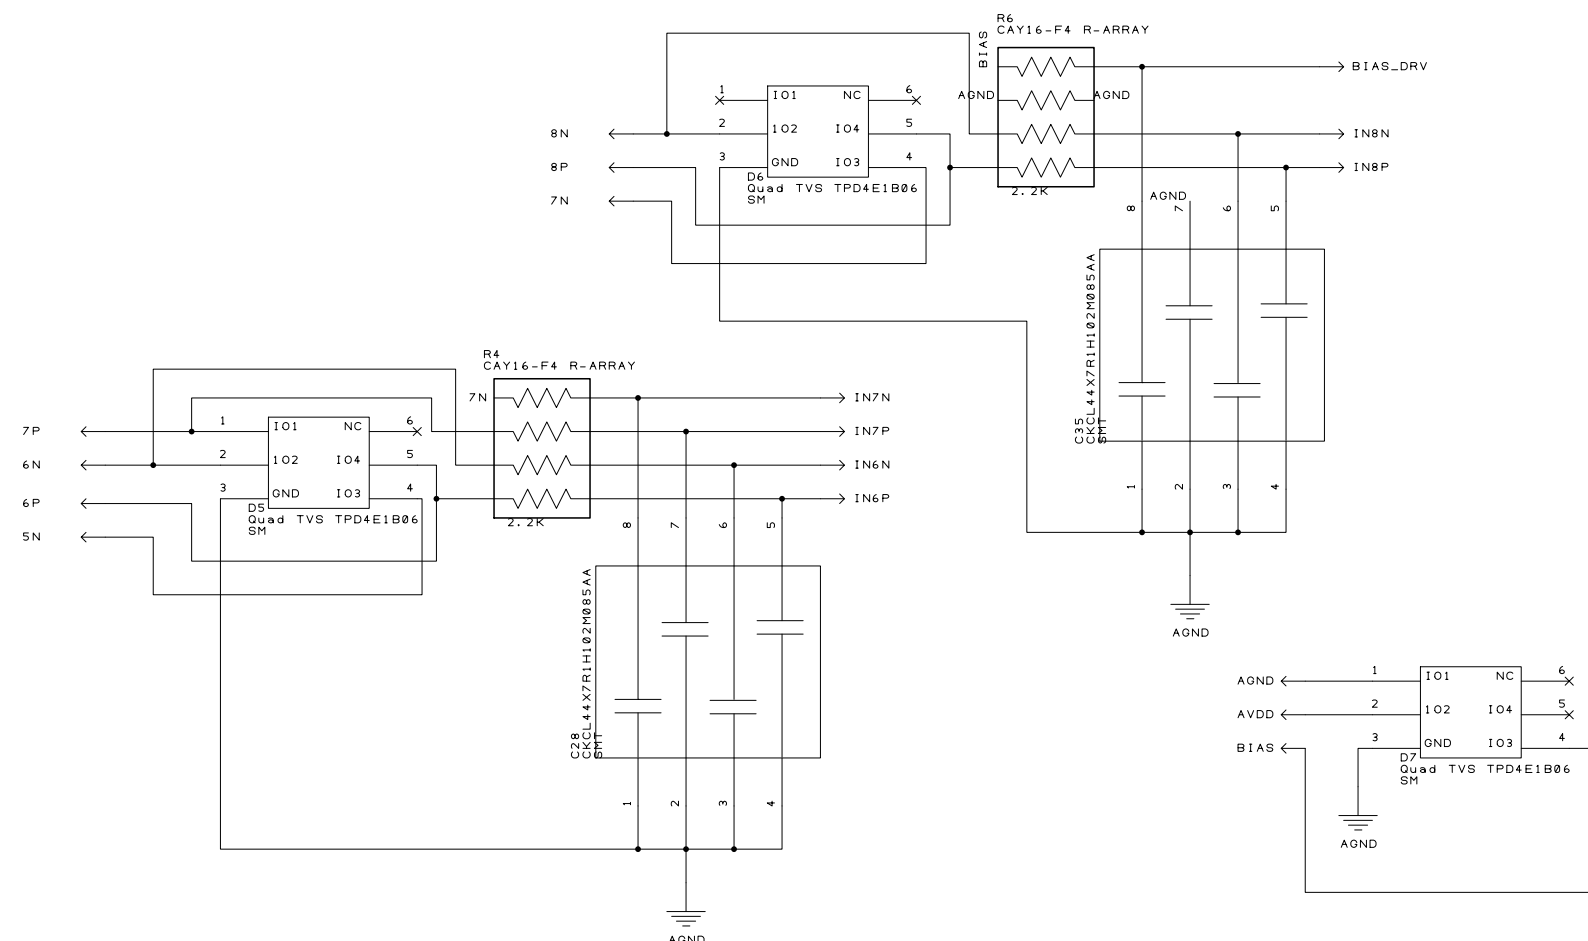 R6
CAY16-F4 R-ARRAY
BIAS
BIAS_DRV
1
IO1
NC
6
AGND
AGND
8N
2
1O2
IO4
5
IN8N
8P
3
GND
IO3
4
IN8P
D6
Quad TVS TPD4E1B06
SM
2.2K
7N
8
AGND
7
6
5
C35
CKCL44X7R1H102M085AA
SMT
1
2
3
4
AGND
R4
CAY16-F4 R-ARRAY
7N
IN7N
7P
1
IO1
NC
6
IN7P
6N
2
1O2
IO4
5
IN6N
6P
3
GND
IO3
4
IN6P
D5
Quad TVS TPD4E1B06
SM
2.2K
5N
8
7
6
5
C28
CKCL44X7R1H102M085AA
SMT
1
2
3
4
AGND
AGND
1
IO1
NC
6
AVDD
2
1O2
IO4
5
BIAS
3
GND
IO3
4
D7
Quad TVS TPD4E1B06
SM
AGND